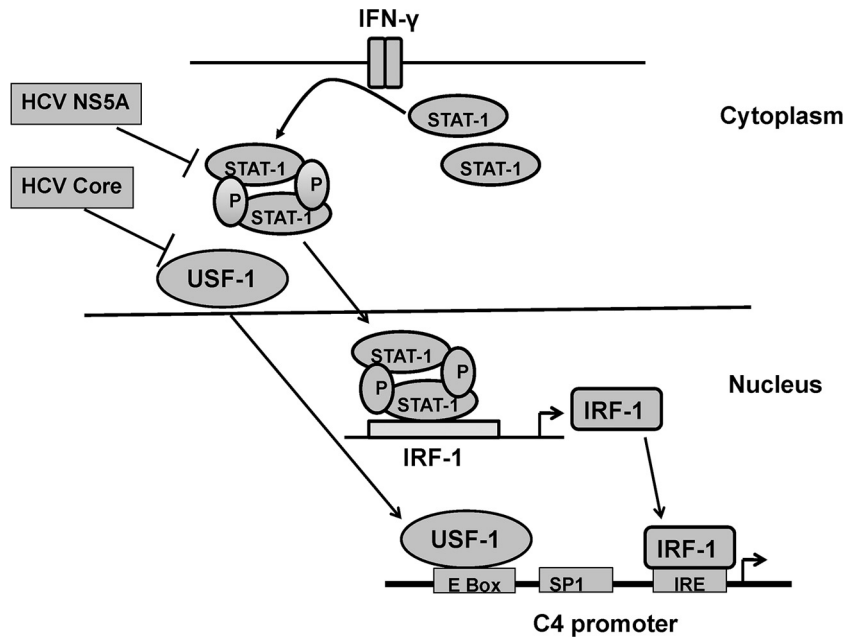 IFN-γ
HCV NS5A
STAT-1
Cytoplasm
STAT-1
STAT-1
HCV Core
P
P
STAT-1
USF-1
STAT-1
P
Nucleus
P
STAT-1
IRF-1
IRF-1
USF-1
IRF-1
E Box
SP1
IRE
C4 promoter